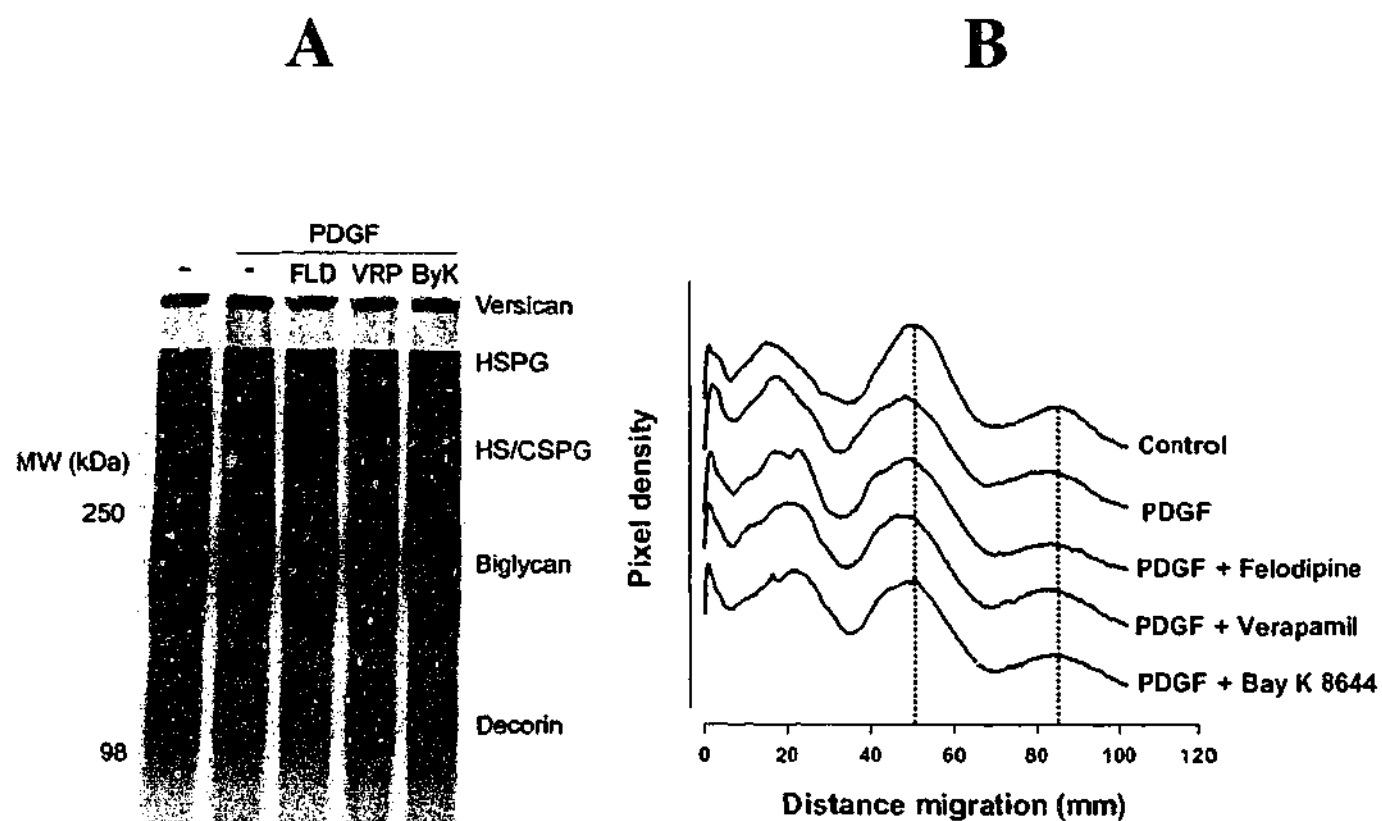 A
B
PDGF
- - FLD VRP ByK
Versican
HSPG
HS/CSPG
MW (kDa)
250
Biglycan
Decorin
98
Pixel density
Control
PDGF
PDGF + Felodipine
PDGF + Verapamil
PDGF + Bay K 8644
0 20 40 60 80 100 120
Distance migration (mm)